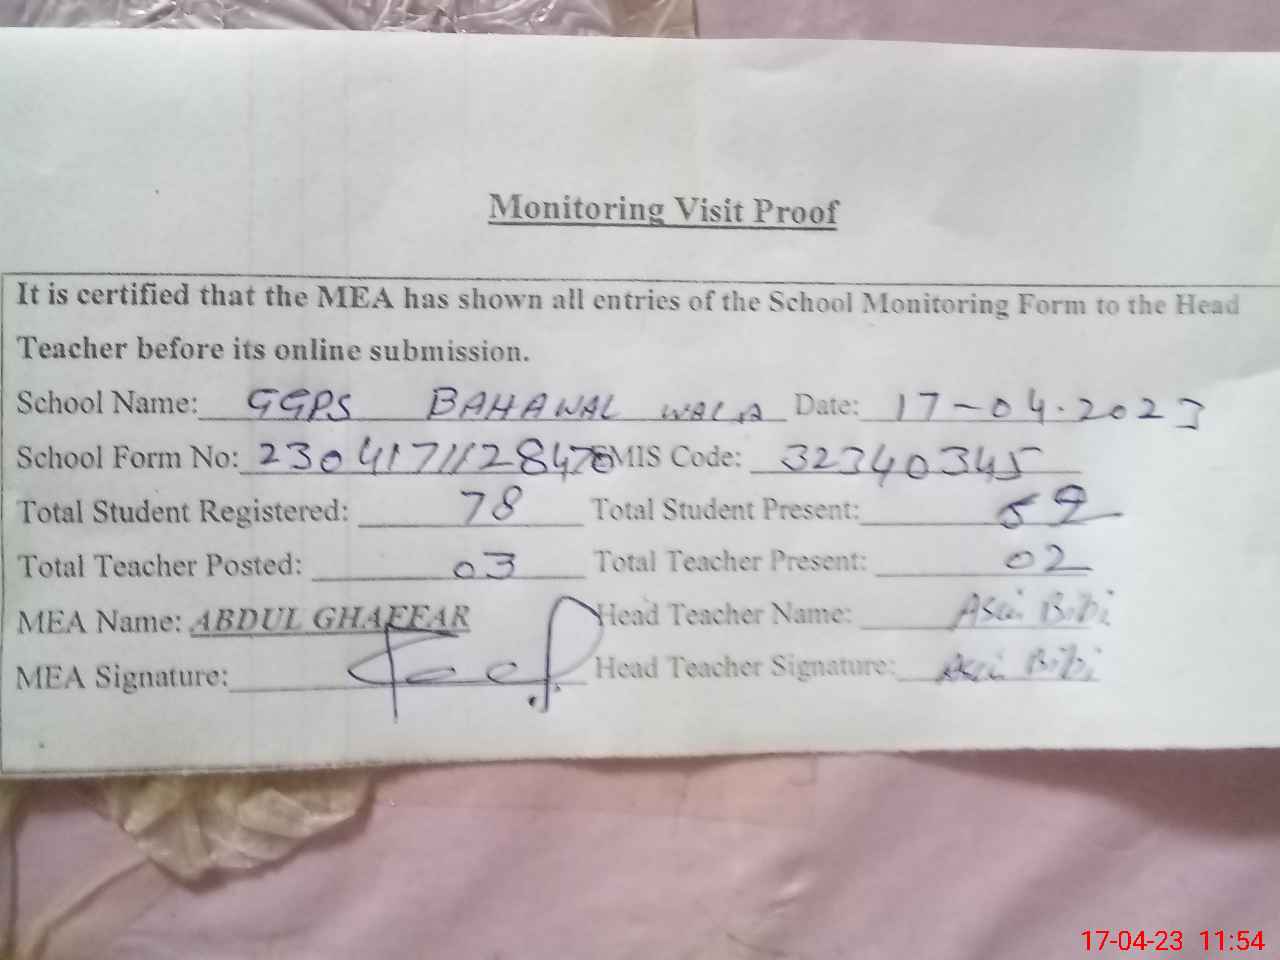 Monitoring Visit Proof
It is certified that the MEA has shown all entries of the School Monitoring Form to the Head
Teacher before its online submission.
School Name: GGPS BAHAWAL WALA Date: 17-04-2023
School Form No: 230417112847 EMIS Code: 32340345
Total Student Registered: 78 Total Student Present: 59
Total Teacher Posted: 03 Total Teacher Present: 02
MEA Name: ABDUL GHAFFAR Head Teacher Name: Bibi
MEA Signature: Head Teacher Signature: Bibi
17-04-23 11:54